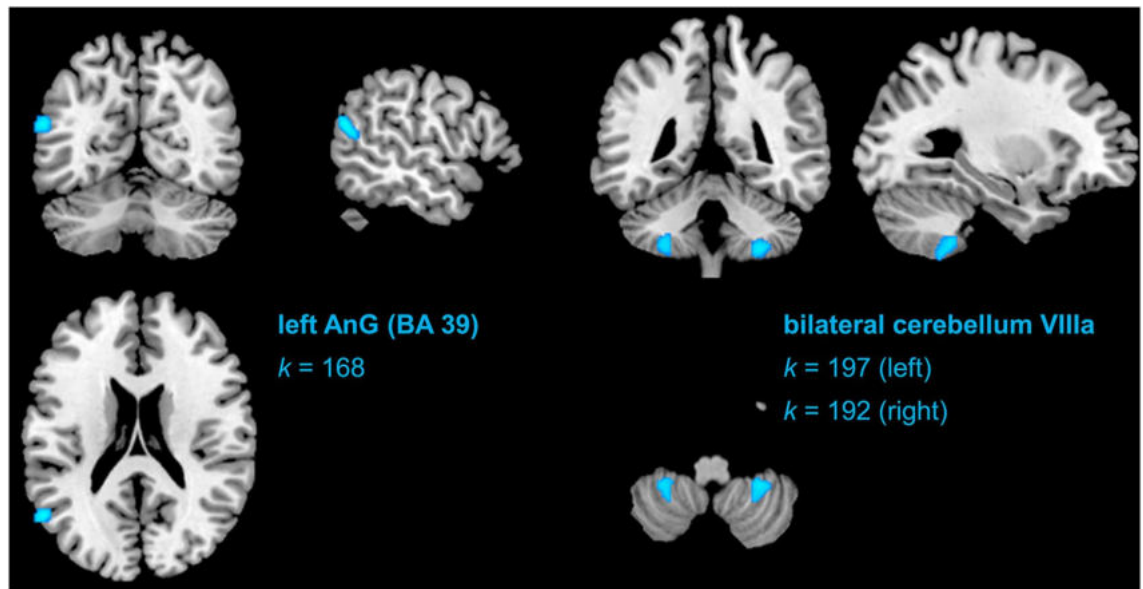 left AnG (BA 39)
k = 168
bilateral cerebellum VIIIa
k = 197 (left)
k = 192 (right)